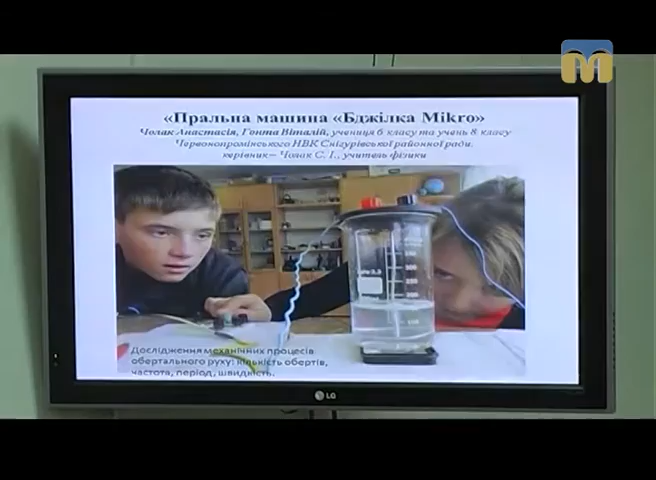 «Пральна машина «Бджілка Mikro»
Чолак Анастасія, Гонта Віталій, учениця 6 класу та учень 8 класу
Червонопромінського НВК Снігурівської районної ради,
керівник – Чолак С. І., учитель фізики
Дослідження механічних процесів
обертального руху: кількість обертів,
частота, період, швидкість.
LG